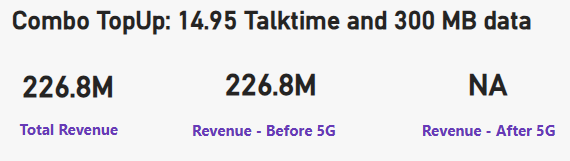 Combo TopUp: 14.95 Talktime and 300 MB data
226.8M 226.8M NA
Total Revenue Revenue - Before 5G Revenue - After 5G